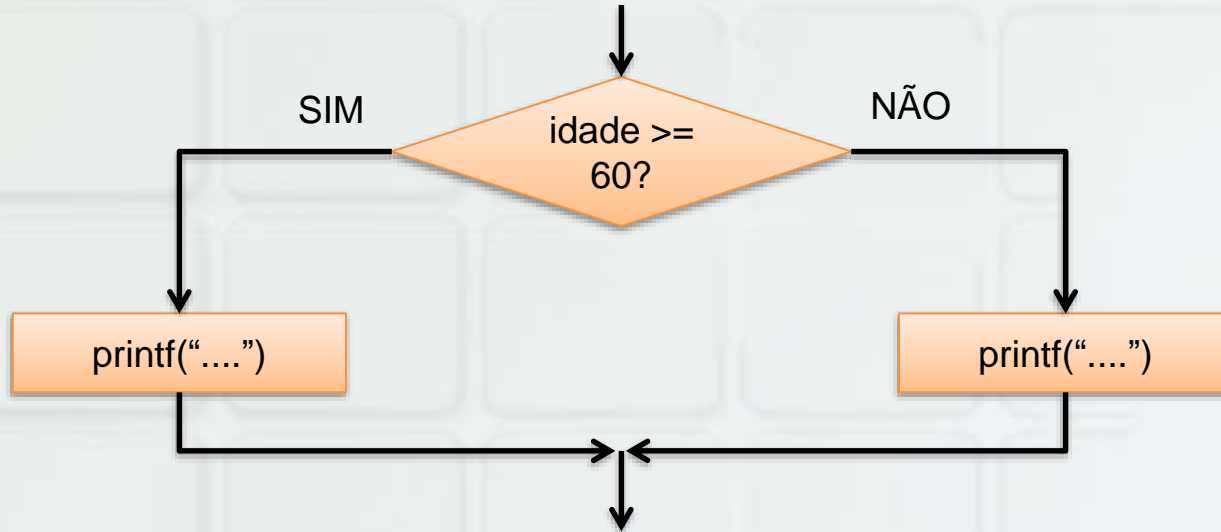 SIM
idade >=
60?
NÃO
printf(“....”)
printf(“....”)